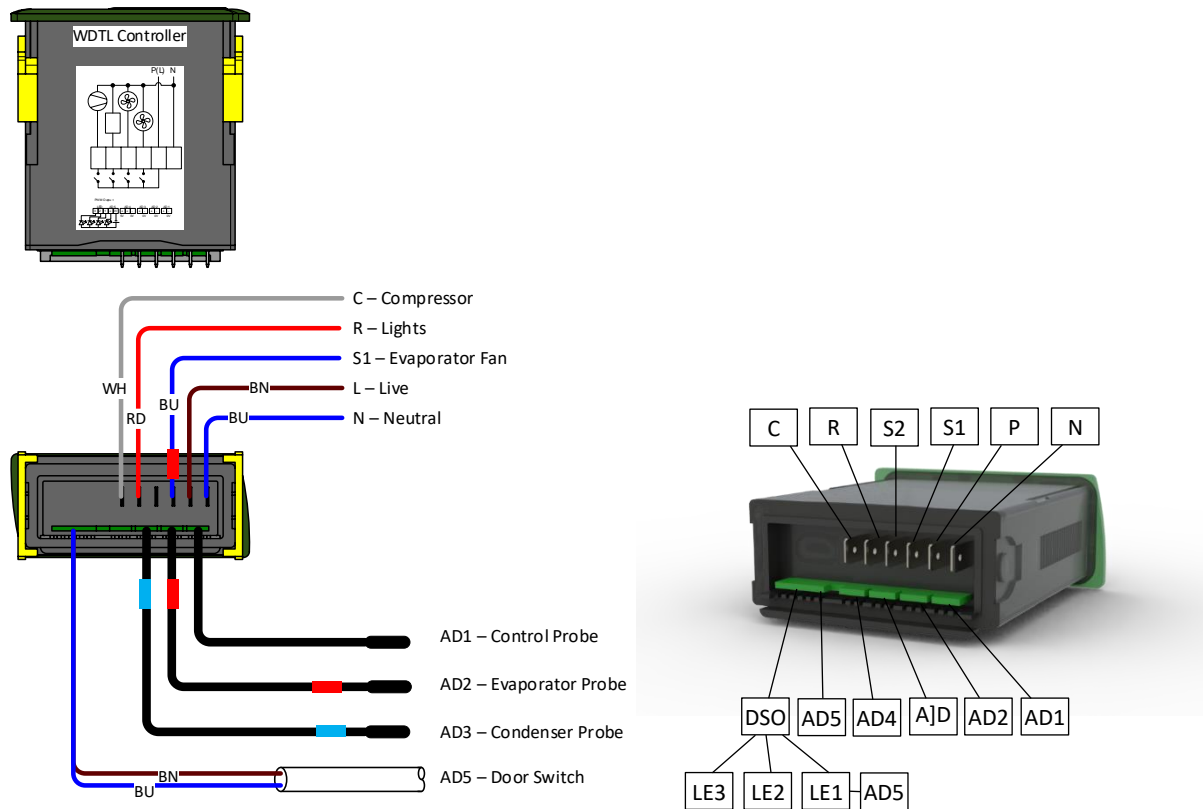 WDTL Controller
P(L) N
C – Compressor
R – Lights
S1 – Evaporator Fan
WH
BN
L – Live
RD
BU
BU
N – Neutral
C
R
S2
S1
P
N
AD1 – Control Probe
AD2 – Evaporator Probe
AD3 – Condenser Probe
DSO
AD5
AD4
A]D
AD2
AD1
BN
BU
AD5 – Door Switch
LE3
LE2
LE1
AD5